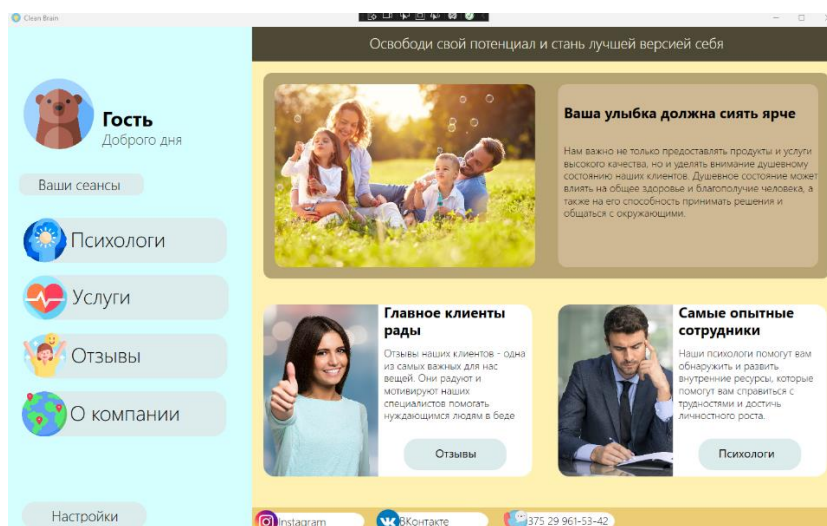 Clean Brain
Освободи свой потенциал и стань лучшей версией себя
Гость
Доброго дня
Ваши сеансы
Психологи
Услуги
Отзывы
О компании
Настройки
Ваша улыбка должна сиять ярче
Нам важно не только предоставлять продукты и услуги
высокого качества, но и уделять внимание душевному
состоянию наших клиентов. Душевное состояние может
влиять на общее здоровье и благополучие человека, а
также на его способность принимать решения и
общаться с окружающими.
Главное клиенты
рады
Отзывы наших клиентов - одна
из самых важных для нас
вещей. Они радуют и
мотивируют наших
специалистов помогать
нуждающимся людям в беде
Отзывы
Самые опытные
сотрудники
Наши психологи помогут вам
обнаружить и развить
внутренние ресурсы, которые
помогут вам справиться с
трудностями и достичь
личностного роста.
Психологи
Instagram
ВКонтакте
375 29 961-53-42